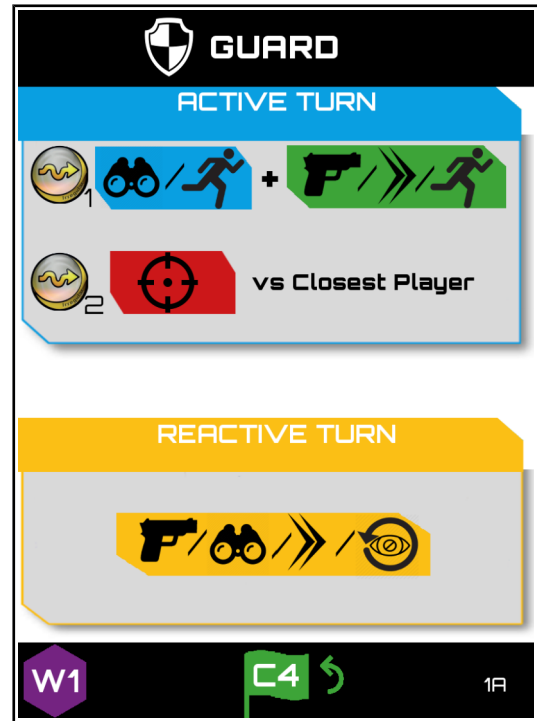 GUARD
ACTIVE TURN
1 / + / /
2 vs Closest Player
REACTIVE TURN
/ / /
W1 C4 1A